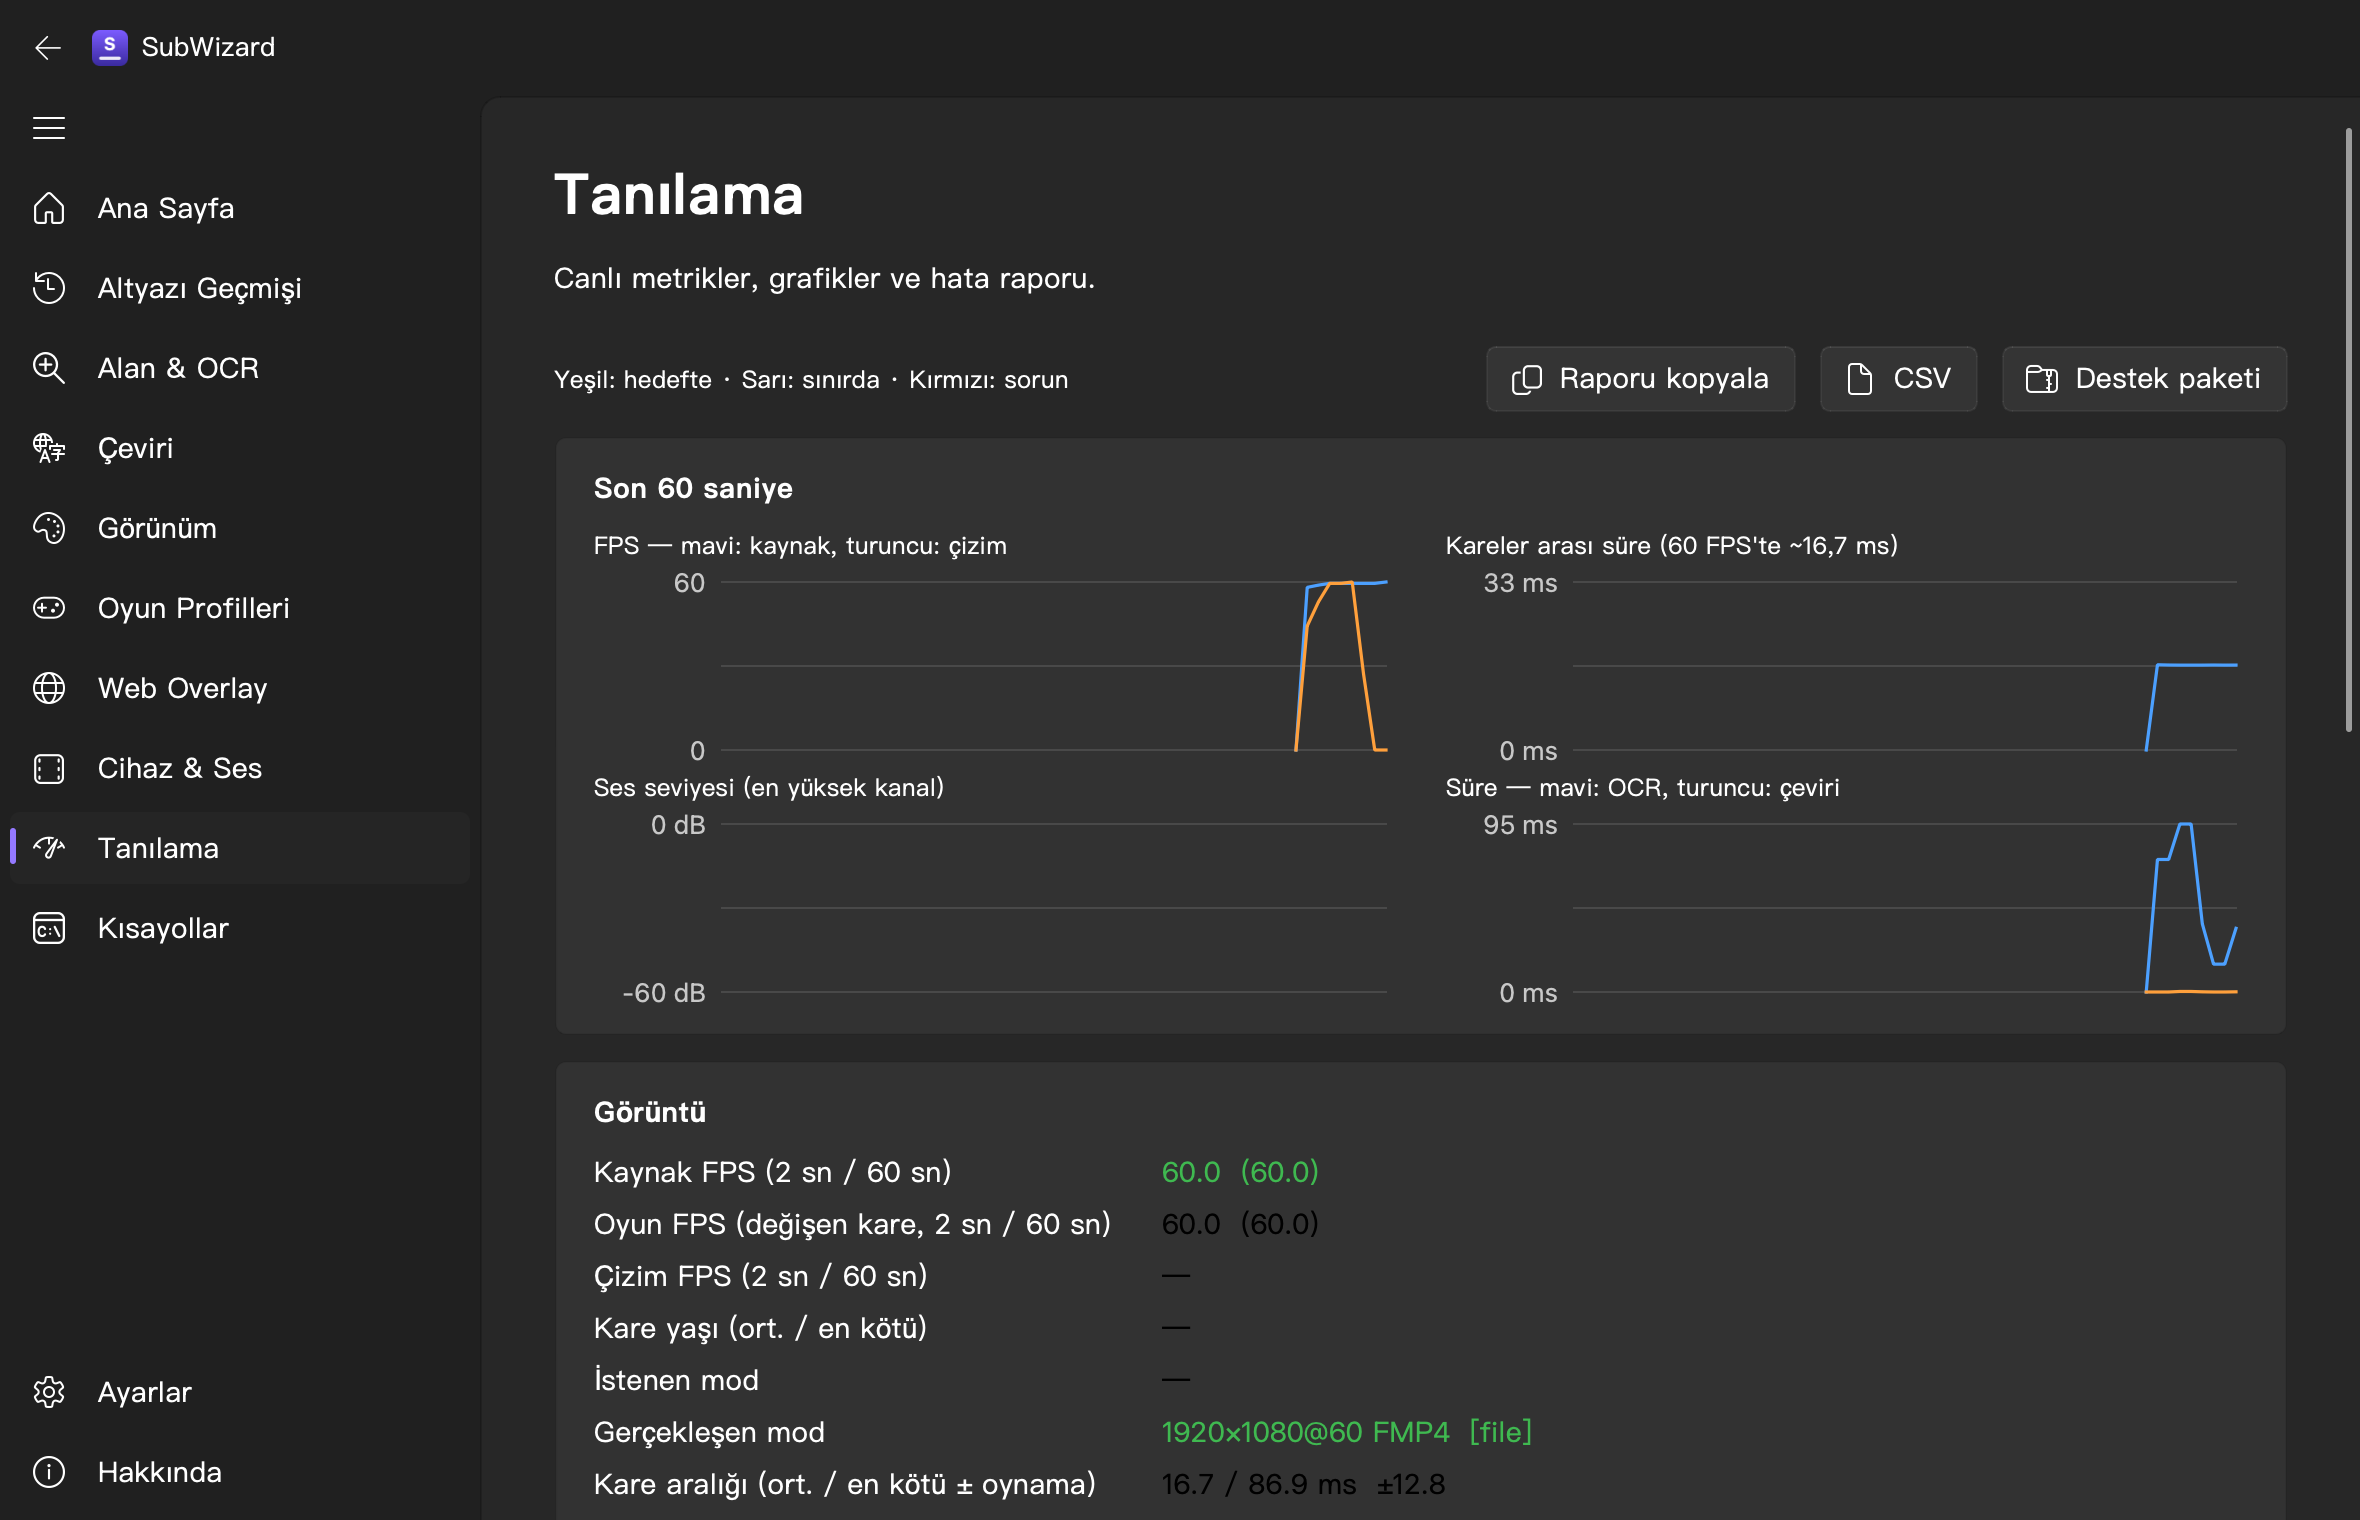 SubWizard
Ana Sayfa
Altyazı Geçmişi
Alan & OCR
Çeviri
Görünüm
Oyun Profilleri
Web Overlay
Cihaz & Ses
Tanılama
Kısayollar
Ayarlar
Hakkında
Tanılama
Canlı metrikler, grafikler ve hata raporu.
Yeşil: hedefte · Sarı: sınırda · Kırmızı: sorun
Raporu kopyala
CSV
Destek paketi
Son 60 saniye
FPS — mavi: kaynak, turuncu: çizim
60
0
Kareler arası süre (60 FPS'te ~16,7 ms)
33 ms
0 ms
Ses seviyesi (en yüksek kanal)
0 dB
-60 dB
Süre — mavi: OCR, turuncu: çeviri
95 ms
0 ms
Görüntü
Kaynak FPS (2 sn / 60 sn) 60.0 (60.0)
Oyun FPS (değişen kare, 2 sn / 60 sn) 60.0 (60.0)
Çizim FPS (2 sn / 60 sn) —
Kare yaşı (ort. / en kötü) —
İstenen mod —
Gerçekleşen mod 1920×1080@60 FMP4 [file]
Kare aralığı (ort. / en kötü ± oynama) 16.7 / 86.9 ms ±12.8